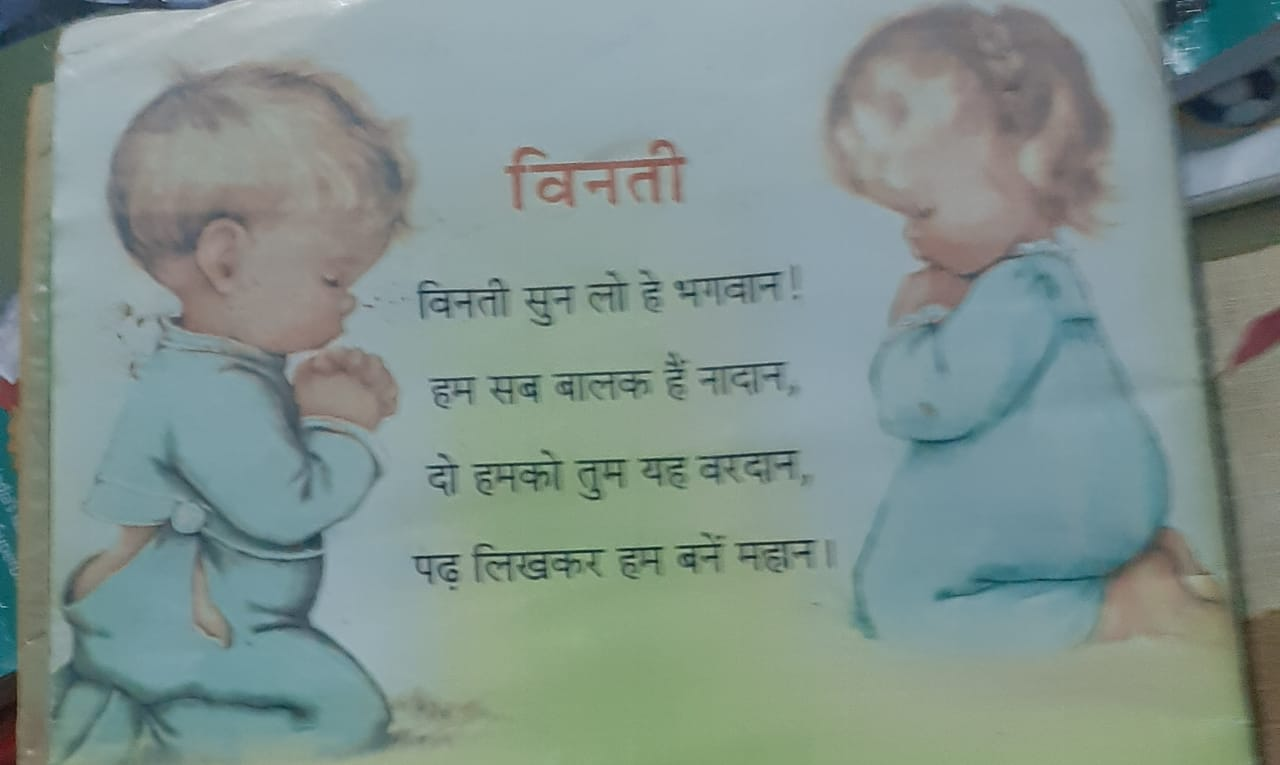 विनती
विनती सुन लो हे भगवान!
हम सब बालक हैं नादान,
दो हमको तुम यह वरदान,
पढ़ लिखकर हम बनें महान।